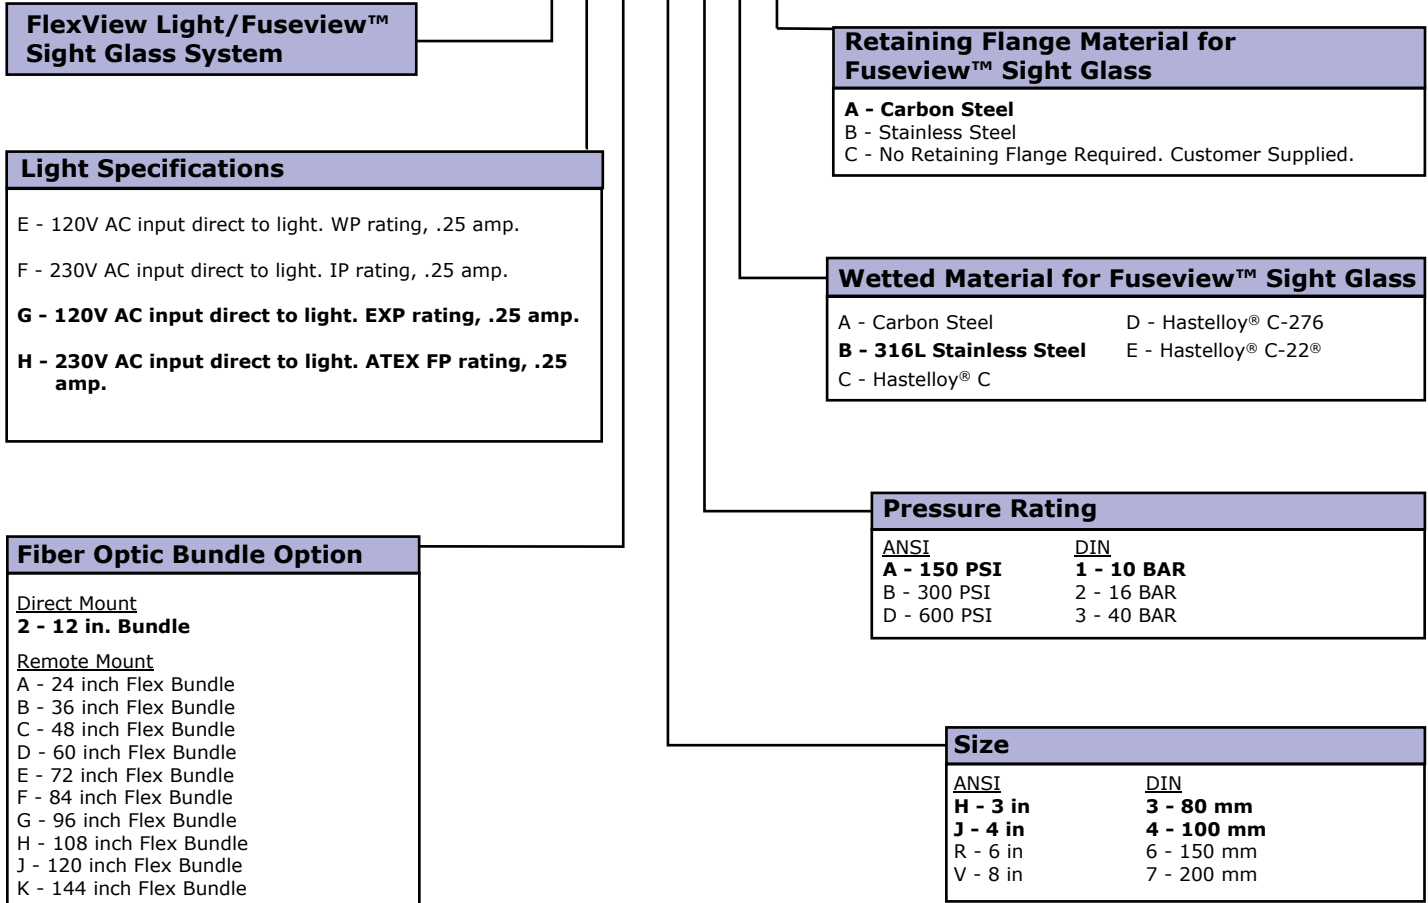 FlexView Light/Fuseview™
Sight Glass System
Light Specifications
E - 120V AC input direct to light. WP rating, .25 amp.
F - 230V AC input direct to light. IP rating, .25 amp.
G - 120V AC input direct to light. EXP rating, .25 amp.
H - 230V AC input direct to light. ATEX FP rating, .25
amp.
Fiber Optic Bundle Option
Direct Mount
2 - 12 in. Bundle
Remote Mount
A - 24 inch Flex Bundle
B - 36 inch Flex Bundle
C - 48 inch Flex Bundle
D - 60 inch Flex Bundle
E - 72 inch Flex Bundle
F - 84 inch Flex Bundle
G - 96 inch Flex Bundle
H - 108 inch Flex Bundle
J - 120 inch Flex Bundle
K - 144 inch Flex Bundle
Retaining Flange Material for
Fuseview™ Sight Glass
A - Carbon Steel
B - Stainless Steel
C - No Retaining Flange Required. Customer Supplied.
Wetted Material for Fuseview™ Sight Glass
A - Carbon Steel D - Hastelloy® C-276
B - 316L Stainless Steel E - Hastelloy® C-22®
C - Hastelloy® C
Pressure Rating
ANSI DIN
A - 150 PSI 1 - 10 BAR
B - 300 PSI 2 - 16 BAR
D - 600 PSI 3 - 40 BAR
Size
ANSI DIN
H - 3 in 3 - 80 mm
J - 4 in 4 - 100 mm
R - 6 in 6 - 150 mm
V - 8 in 7 - 200 mm